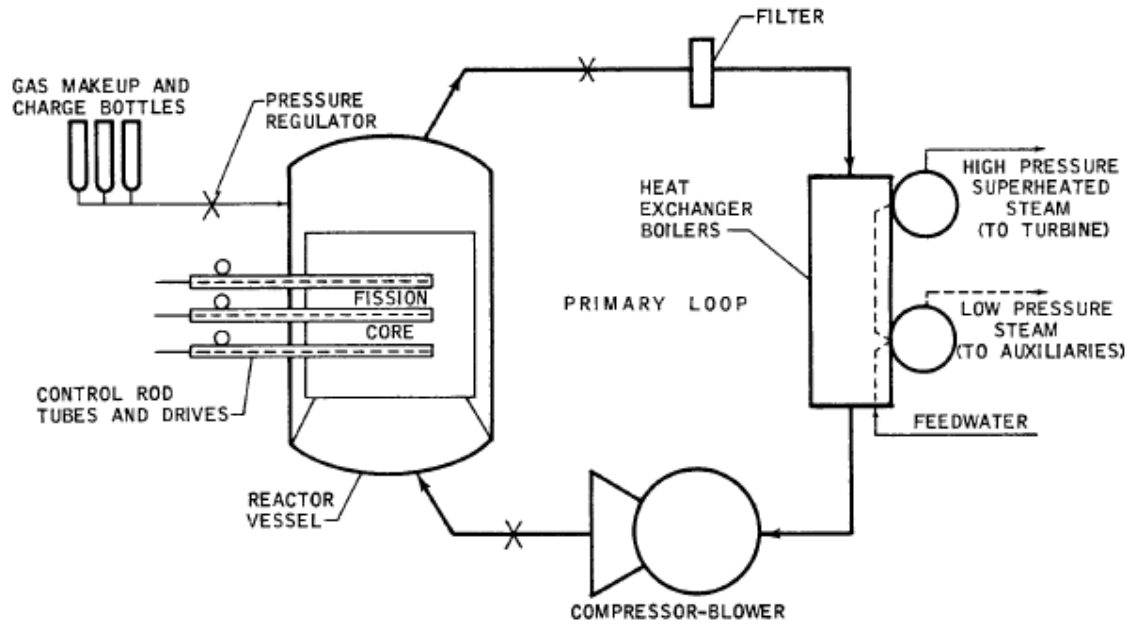 FILTER
GAS MAKEUP AND
CHARGE BOTTLES
PRESSURE
REGULATOR
HIGH PRESSURE
SUPERHEATED
STEAM
(TO TURBINE)
HEAT
EXCHANGER
BOILERS
FISSION
CORE
PRIMARY LOOP
LOW PRESSURE
STEAM
(TO AUXILIARIES)
CONTROL ROD
TUBES AND DRIVES
FEEDWATER
REACTOR
VESSEL
COMPRESSOR-BLOWER